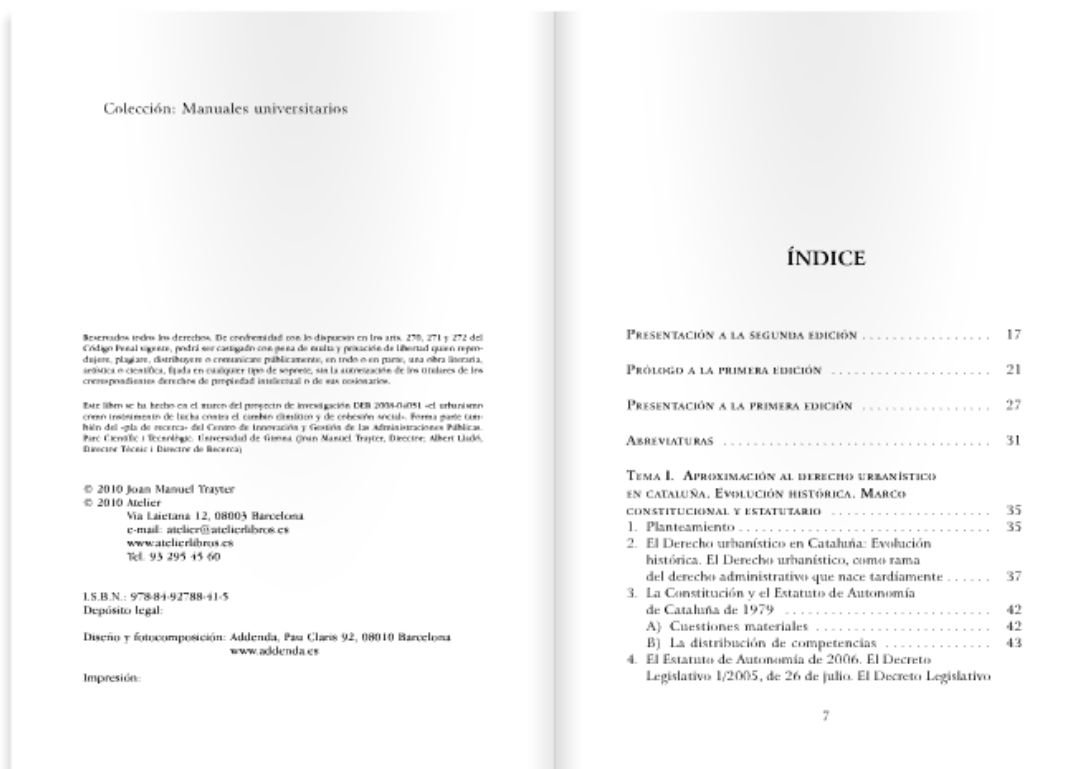 Colección: Manuales universitarios
Reservados todos los derechos. De conformidad con lo dispuesto en los arts. 270, 271 y 272 del
Código Penal vigente, podrá ser castigado con pena de multa y privación de libertad quien repro-
dujere, plagiare, distribuyere o comunicare públicamente, en todo o en parte, una obra literaria,
artística o científica, fijada en cualquier tipo de soporte, sin la autorización de los titulares de los
correspondientes derechos de propiedad intelectual o de sus cesionarios.
Este libro se ha hecho en el marco del proyecto de investigación DER 2008-04051 «el urbanismo
como instrumento de lucha contra el cambio climático y de cohesión social». Forma parte tam-
bién del «pla de recerca» del Centro de Innovación y Gestión de las Administraciones Públicas.
Parc Científic i Tecnològic. Universidad de Girona (Joan Manuel Trayter, Director; Albert Lladó,
Director Tècnic i Director de Recerca)
© 2010 Joan Manuel Trayter
© 2010 Atelier
Via Laietana 12, 08003 Barcelona
e-mail: atelier@atelierlibros.es
www.atelierlibros.es
Tel. 93 295 45 60
I.S.B.N.: 978-84-92788-41-5
Depósito legal:
Diseño y fotocomposición: Addenda, Pau Claris 92, 08010 Barcelona
www.addenda.es
Impresión:
ÍNDICE
Presentación a la segunda edición . . . . . . . . . . . . . . . . . 17
Prólogo a la primera edición . . . . . . . . . . . . . . . . . . . . . 21
Presentación a la primera edición . . . . . . . . . . . . . . . . . 27
Abreviaturas . . . . . . . . . . . . . . . . . . . . . . . . . . . . . . . . . . . 31
Tema I. Aproximación al derecho urbanístico
en cataluña. Evolución histórica. Marco
constitucional y estatutario . . . . . . . . . . . . . . . . . . . . . 35
1. Planteamiento . . . . . . . . . . . . . . . . . . . . . . . . . . . . . . . . . 35
2. El Derecho urbanístico en Cataluña: Evolución
histórica. El Derecho urbanístico, como rama
del derecho administrativo que nace tardíamente . . . . . . 37
3. La Constitución y el Estatuto de Autonomía
de Cataluña de 1979 . . . . . . . . . . . . . . . . . . . . . . . . . . . 42
A) Cuestiones materiales . . . . . . . . . . . . . . . . . . . . . . . 42
B) La distribución de competencias . . . . . . . . . . . . . . 43
4. El Estatuto de Autonomía de 2006. El Decreto
Legislativo 1/2005, de 26 de julio. El Decreto Legislativo
7